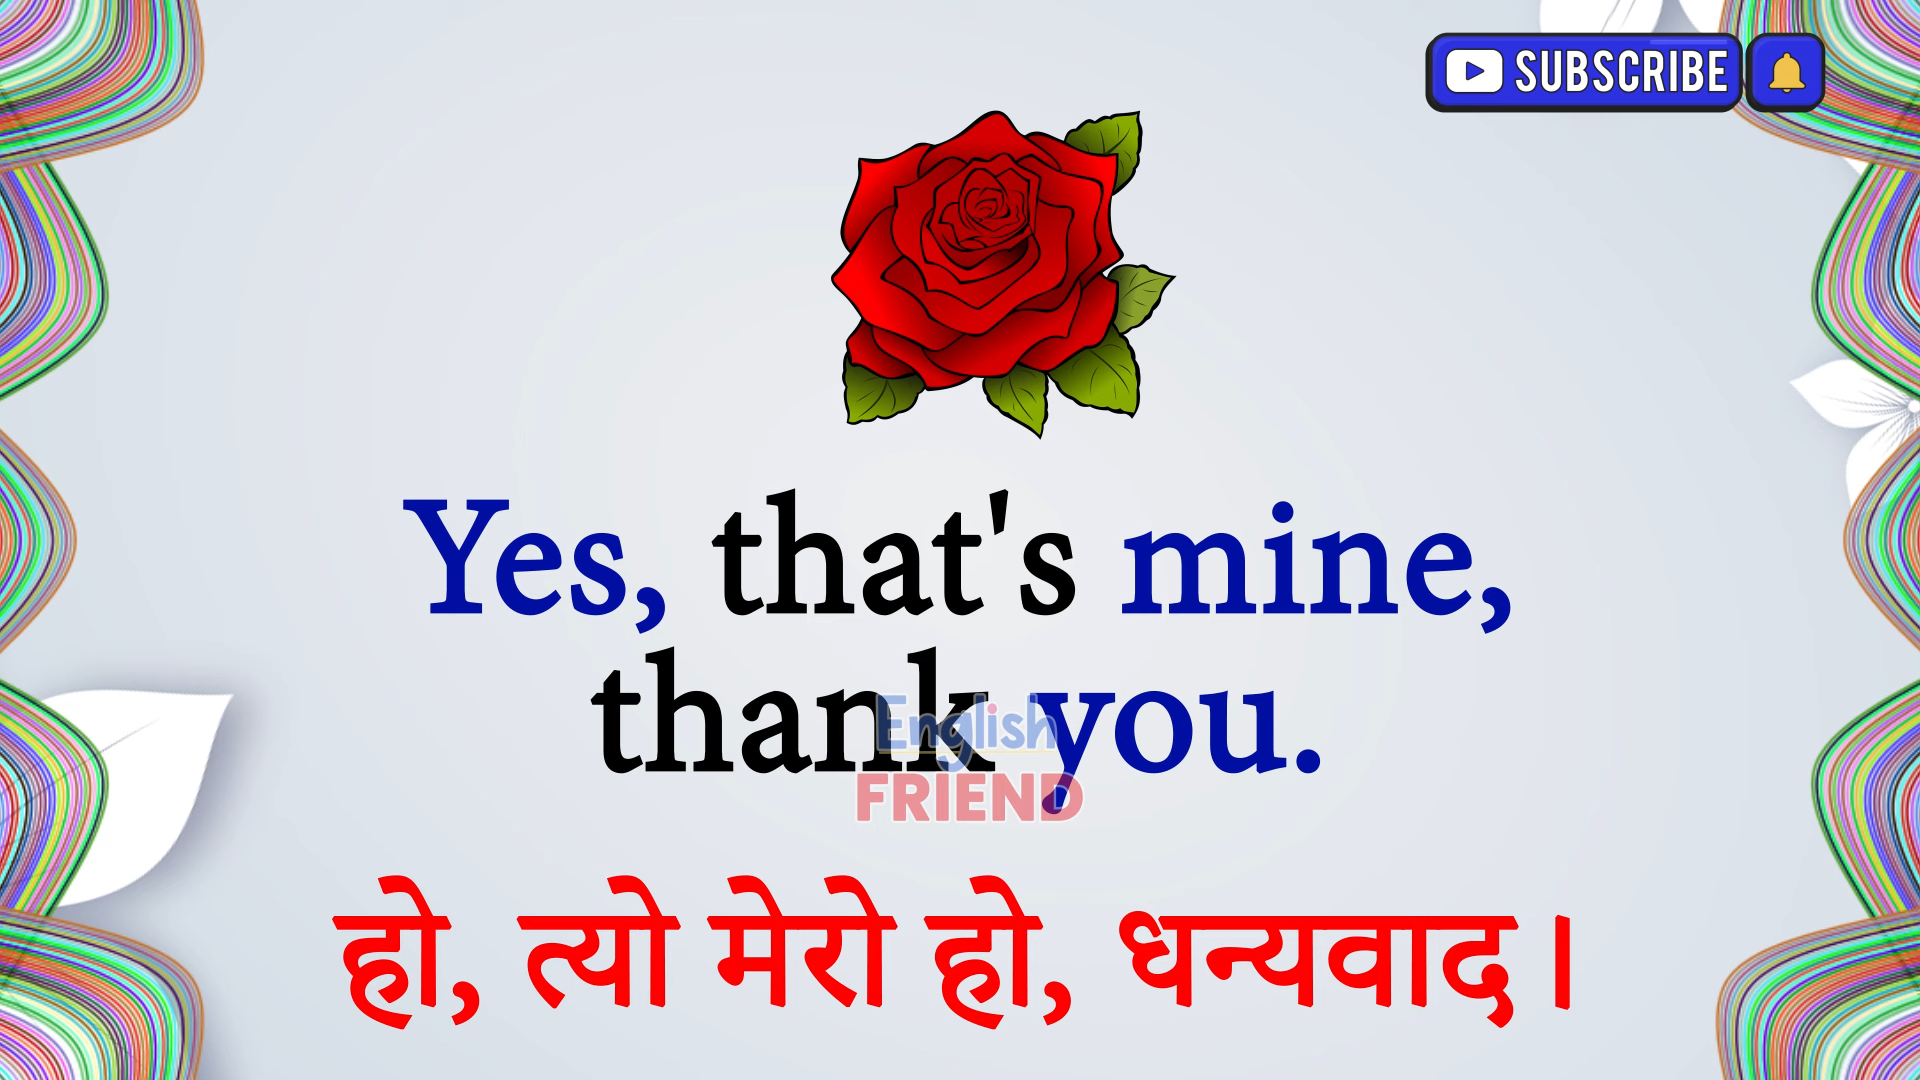 SUBSCRIBE
Yes, that's mine,
thank you.
English
FRIEND
हो, त्यो मेरो हो, धन्यवाद ।